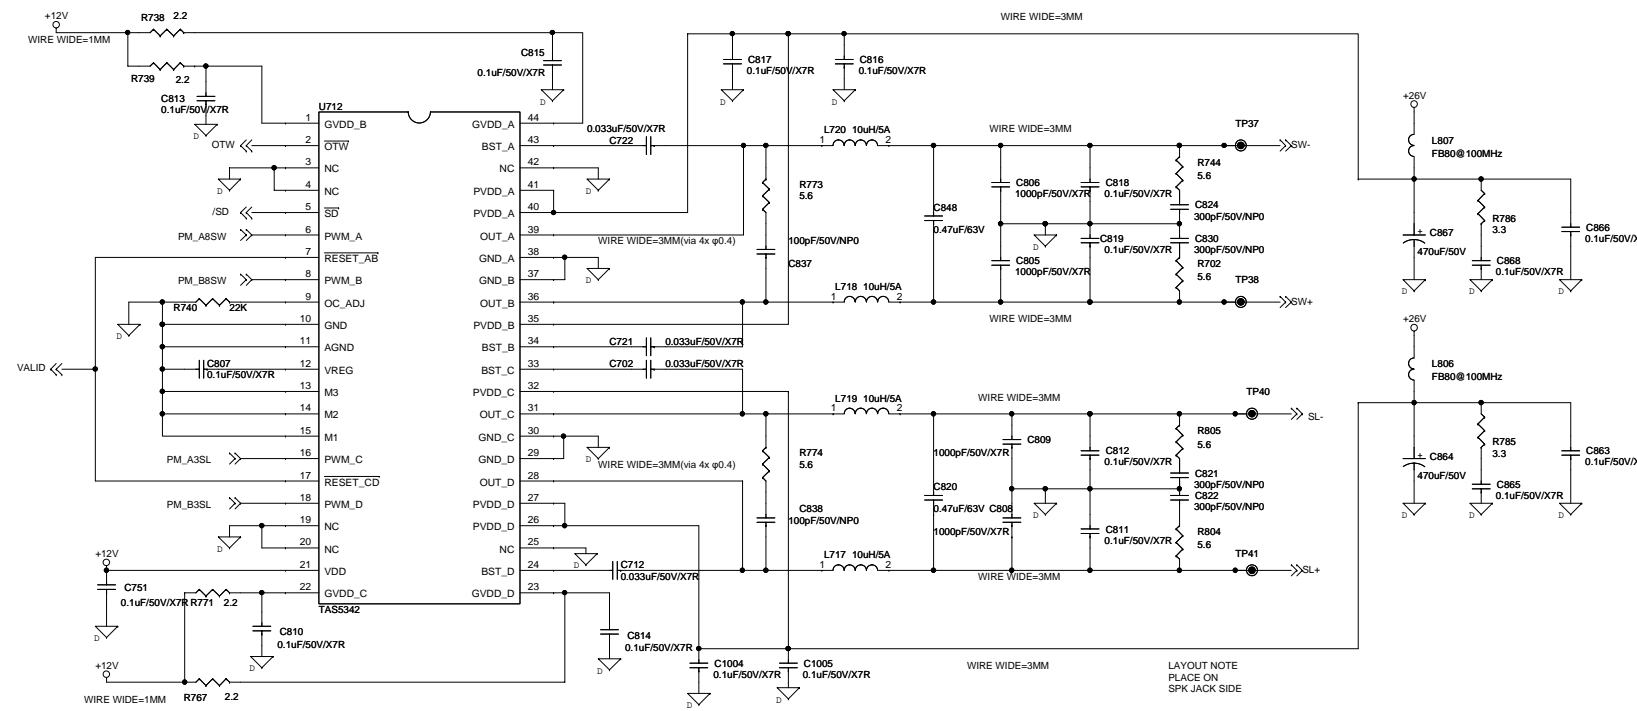 +12V
WIRE WIDE=1MM
R738 2.2
R739 2.2
C813
0.1uF/50V/X7R
C815
0.1uF/50V/X7R
D
D
WIRE WIDE=3MM
C817
0.1uF/50V/X7R
C816
0.1uF/50V/X7R
D
D
U712
1 GVDD_B
2 OTW
3 NC
4 NC
5 SD
6 PWM_A
7 RESET_AB
8 PWM_B
9 OC_ADJ
10 GND
11 AGND
12 VREG
13 M3
14 M2
15 M1
16 PWM_C
17 RESET_CD
18 PWM_D
19 NC
20 NC
21 VDD
22 GVDD_C
GVDD_A 44
BST_A 43
NC 42
PVDD_A 41
PVDD_A 40
OUT_A 39
GND_A 38
GND_B 37
OUT_B 36
PVDD_B 35
BST_B 34
BST_C 33
PVDD_C 32
OUT_C 31
GND_C 30
GND_D 29
OUT_D 28
PVDD_D 27
PVDD_D 26
NC 25
BST_D 24
GVDD_D 23
TAS5342
OTW
D
/SD
PM_A8SW
PM_B8SW
R740 22K
D
VALID
C807
0.1uF/50V/X7R
PM_A3SL
PM_B3SL
D
+12V
C751
0.1uF/50V/X7R
R771 2.2
D
C810
0.1uF/50V/X7R
D
+12V
WIRE WIDE=1MM
R767 2.2
0.033uF/50V/X7R
C722
D
WIRE WIDE=3MM(via 4x φ0.4)
D
C721 0.033uF/50V/X7R
C702 0.033uF/50V/X7R
D
WIRE WIDE=3MM(via 4x φ0.4)
D
C712
0.033uF/50V/X7R
C814
0.1uF/50V/X7R
D
R773
5.6
100pF/50V/NP0
C837
L720 10uH/5A
1 2
L718 10uH/5A
1 2
WIRE WIDE=3MM
C848
0.47uF/63V
C806
1000pF/50V/X7R
C818
0.1uF/50V/X7R
R744
5.6
C824
300pF/50V/NP0
D
C805
1000pF/50V/X7R
C819
0.1uF/50V/X7R
C830
300pF/50V/NP0
R702
5.6
WIRE WIDE=3MM
TP37
SW-
TP38
SW+
R774
5.6
C838
100pF/50V/NP0
L719 10uH/5A
1 2
L717 10uH/5A
1 2
WIRE WIDE=3MM
C820
0.47uF/63V
C809
1000pF/50V/X7R
C812
0.1uF/50V/X7R
R805
5.6
C821
300pF/50V/NP0
D
C808
1000pF/50V/X7R
C811
0.1uF/50V/X7R
C822
300pF/50V/NP0
R804
5.6
WIRE WIDE=3MM
TP40
SL-
TP41
SL+
C1004
0.1uF/50V/X7R
C1005
0.1uF/50V/X7R
D
D
WIRE WIDE=3MM
LAYOUT NOTE
PLACE ON
SPK JACK SIDE
+26V
L807
FB80@100MHz
C867
470uF/50V
+
R786
3.3
C868
0.1uF/50V/X7R
C866
0.1uF/50V/
D
D
D
+26V
L806
FB80@100MHz
C864
470uF/50V
+
R785
3.3
C865
0.1uF/50V/X7R
C863
0.1uF/50V/
D
D
D